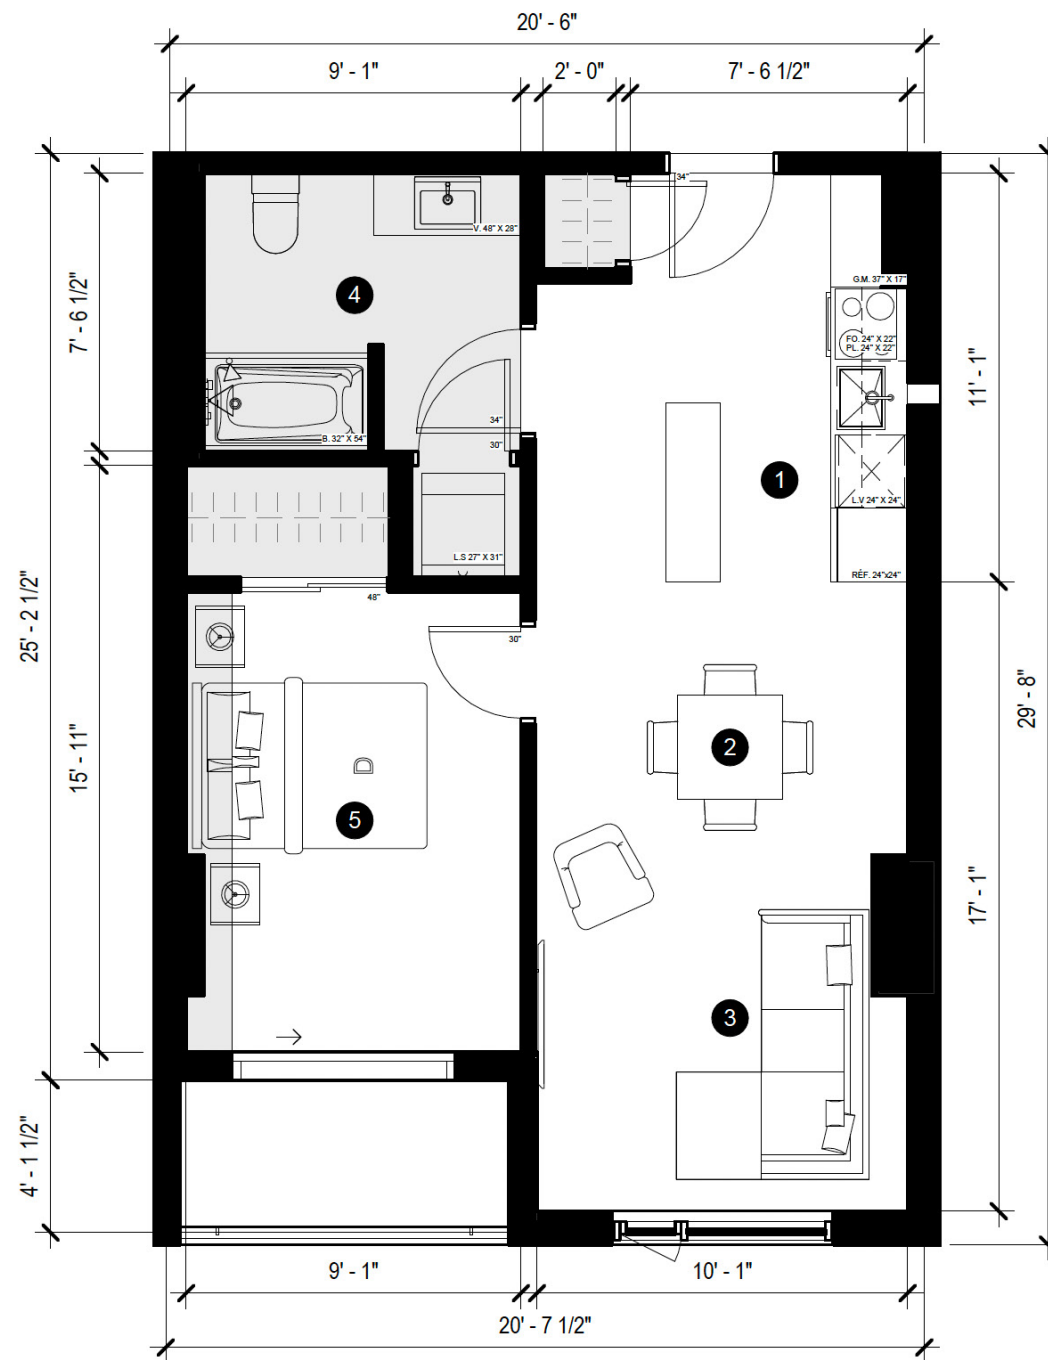 20' - 6"
9' - 1"
2' - 0"
7' - 6 1/2"
34"
V. 48" X 28"
4
G.M. 37" X 17"
7' - 6 1/2"
FO. 24" X 22"
PL. 24" X 22"
11' - 1"
34"
B. 32" X 54"
30"
1
L.V 24" X 24"
L.S 27" X 31"
RÉF. 24"x24"
48"
25' - 2 1/2"
30"
29' - 8"
15' - 11"
2
D
5
17' - 1"
3
4' - 1 1/2"
9' - 1"
10' - 1"
20' - 7 1/2"